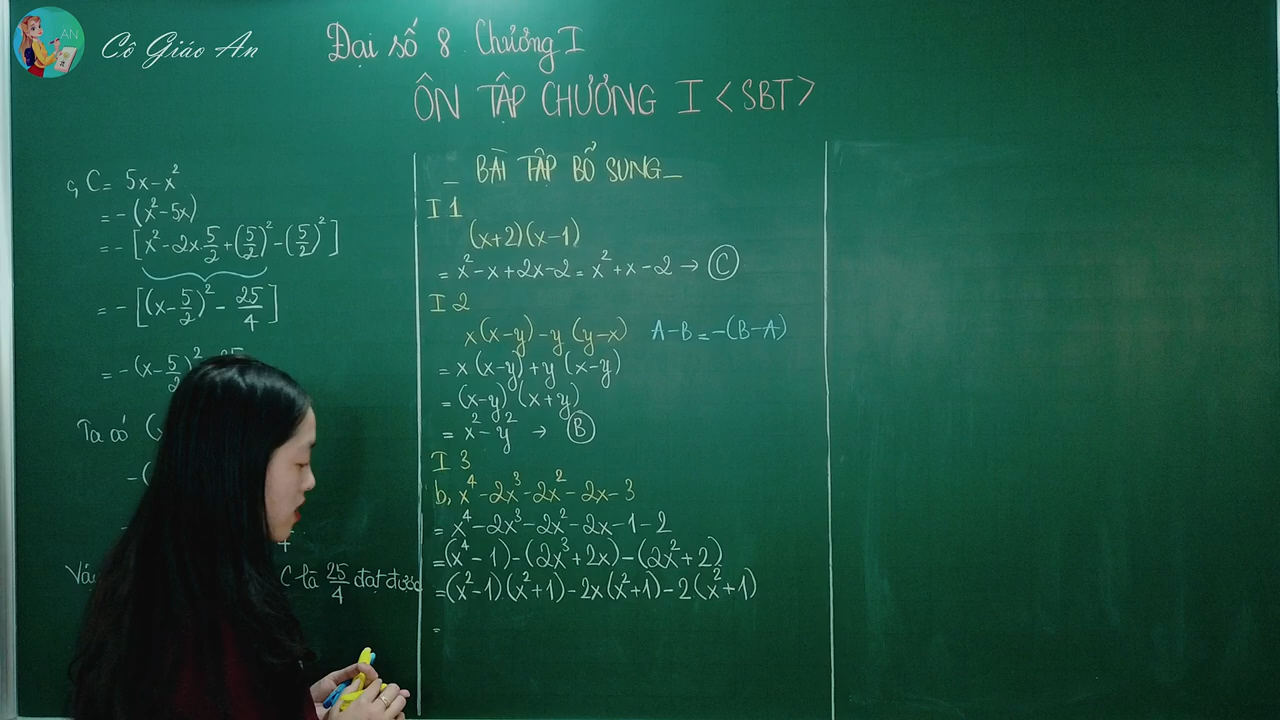 AN
Cô Giáo An
Đại số 8 Chương I
ÔN TẬP CHƯƠNG I <SBT>
c, C = 5x - x²
= - (x² - 5x)
= - [x² - 2x.5/2 + (5/2)² - (5/2)²]
= - [(x - 5/2)² - 25/4]
= - (x - 5/2)²
Ta có (x
- (
C là 25/4 đạt được
_ BÀI TẬP BỔ SUNG _
I 1
(x+2)(x-1)
= x² - x + 2x - 2 = x² + x - 2 → C
I 2
x(x-y) - y(y-x) A-B = -(B-A)
= x(x-y) + y(x-y)
= (x-y)(x+y)
= x² - y² → B
I 3
b, x⁴ - 2x³ - 2x² - 2x - 3
= x⁴ - 2x³ - 2x² - 2x - 1 - 2
= (x⁴ - 1) - (2x³ + 2x) - (2x² + 2)
= (x² - 1)(x² + 1) - 2x(x² + 1) - 2(x² + 1)
=